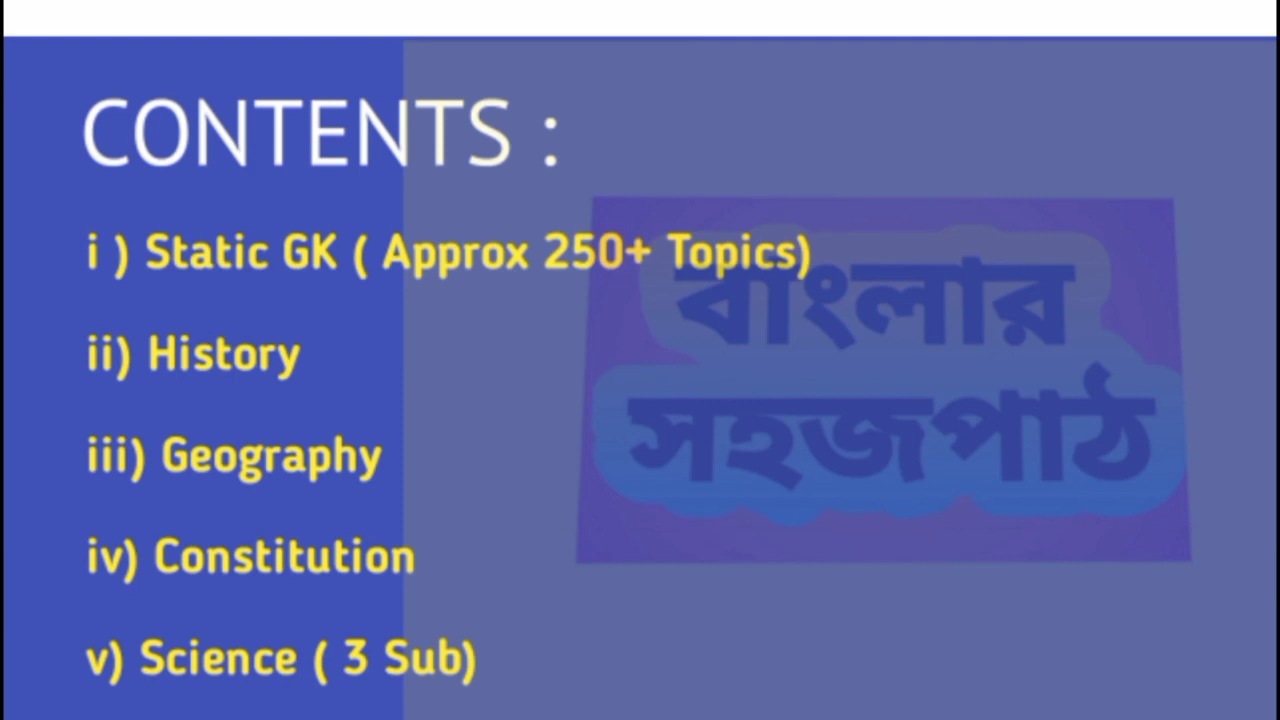 CONTENTS :
i ) Static GK ( Approx 250+ Topics)
ii) History
iii) Geography
iv) Constitution
v) Science ( 3 Sub)
বাংলার
সহজপাঠ